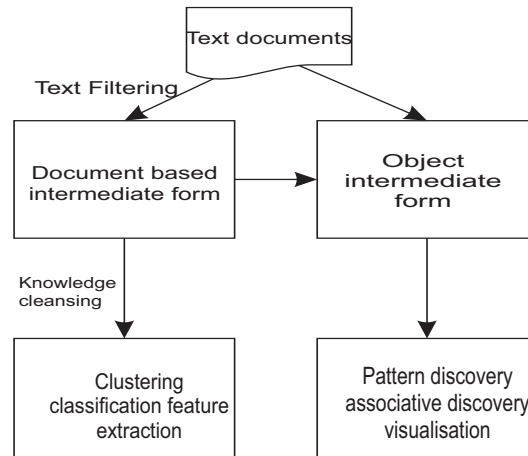 Text documents
Text Filtering
Document based
intermediate form
Object
intermediate
form
Knowledge
cleansing
Clustering
classification feature
extraction
Pattern discovery
associative discovery
visualisation